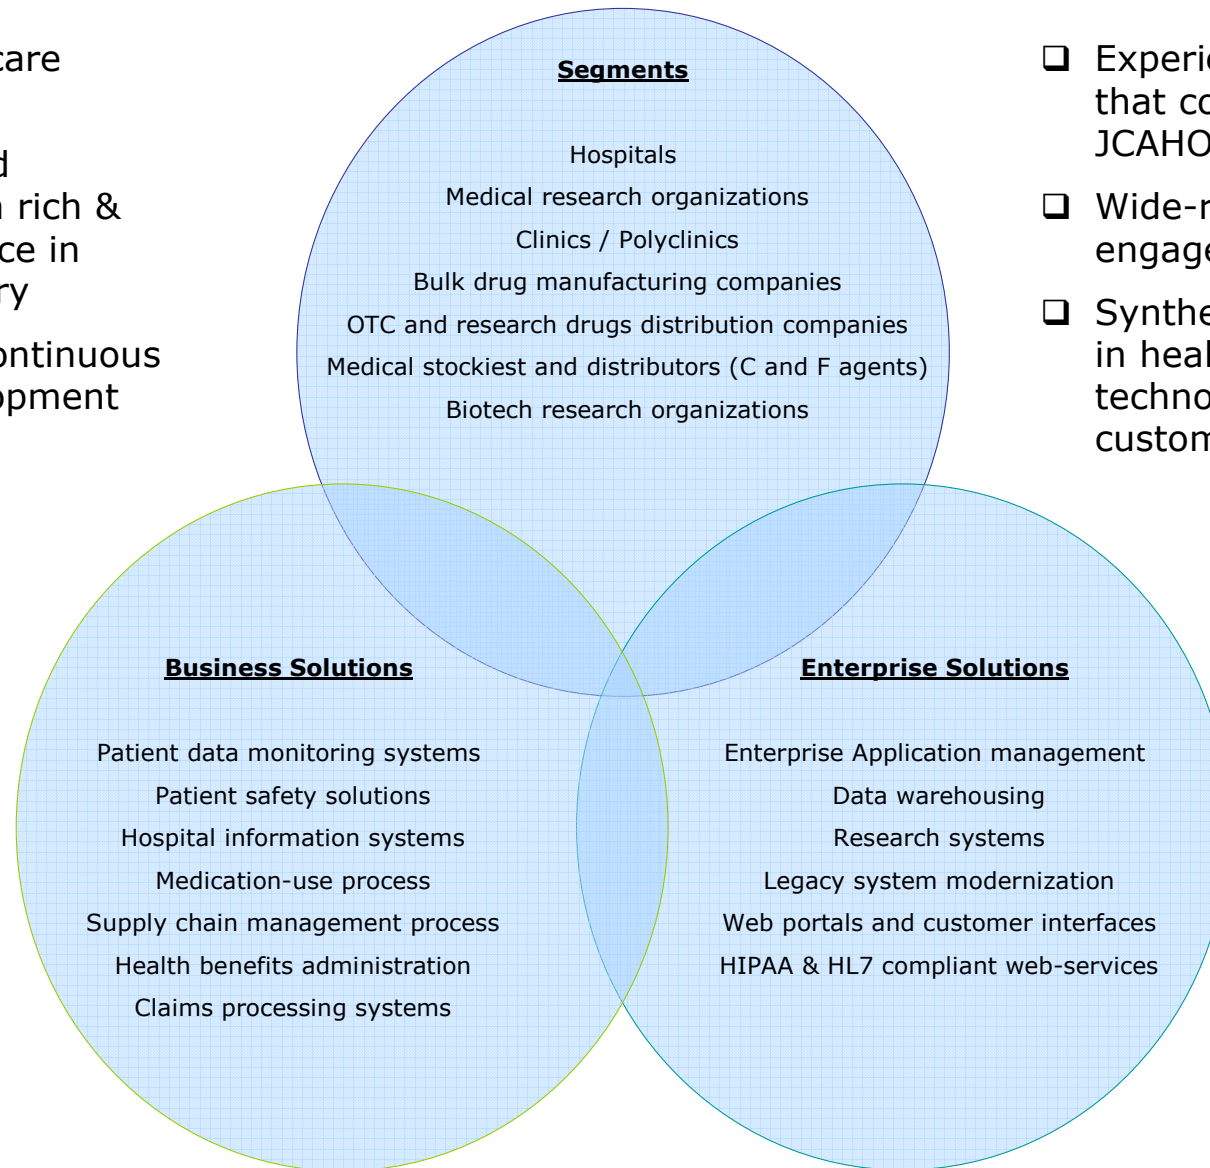 care
rich &
ce in
ry
Segments
Hospitals
Medical research organizations
Clinics / Polyclinics
Bulk drug manufacturing companies
OTC and research drugs distribution companies
Medical stockiest and distributors (C and F agents)
Biotech research organizations
❑ Experi
that co
JCAHO
❑ Wide-r
engage
❑ Synthe
in heal
techno
custom
Business Solutions
Patient data monitoring systems
Patient safety solutions
Hospital information systems
Medication-use process
Supply chain management process
Health benefits administration
Claims processing systems
Enterprise Solutions
Enterprise Application management
Data warehousing
Research systems
Legacy system modernization
Web portals and customer interfaces
HIPAA & HL7 compliant web-services